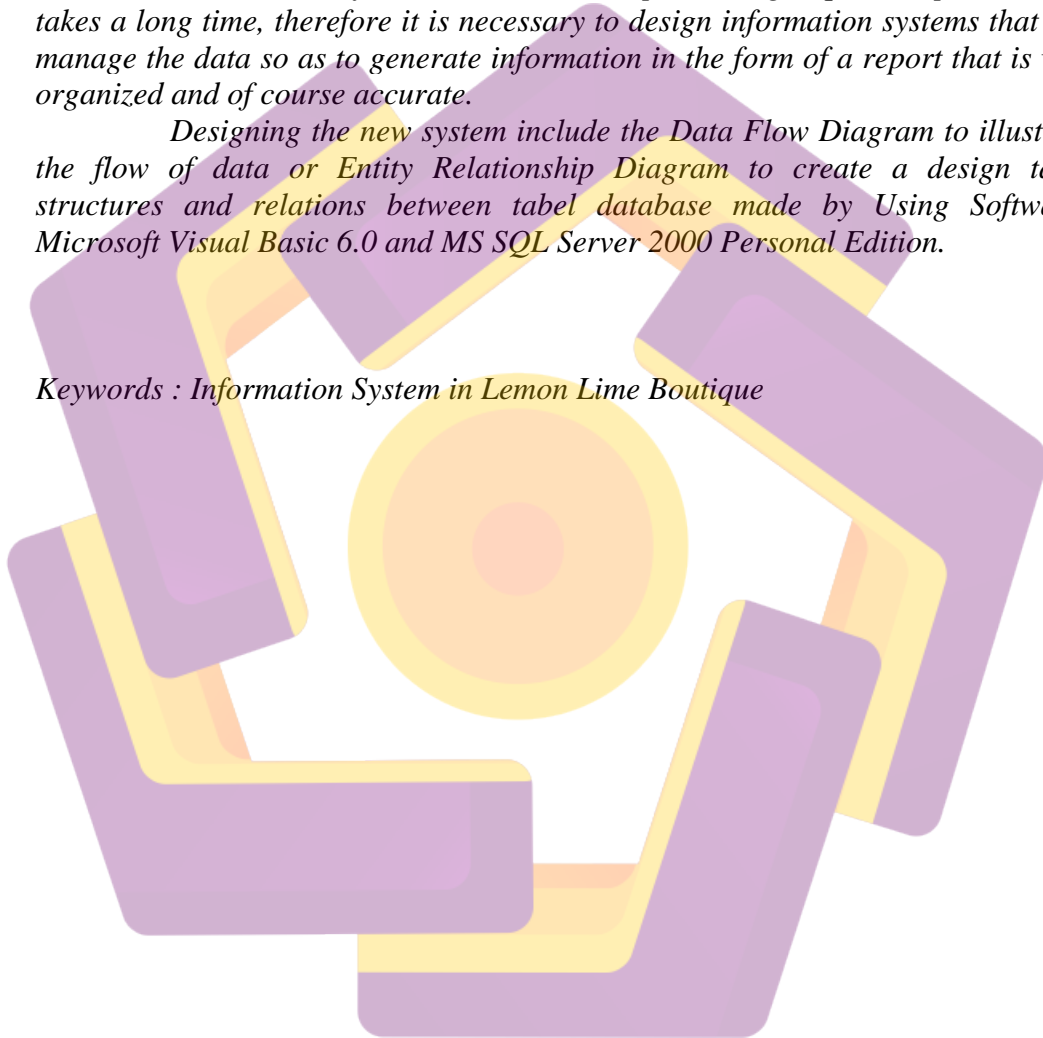 takes a long time, therefore it is necessary to design information systems that
manage the data so as to generate information in the form of a report that is
organized and of course accurate.
Designing the new system include the Data Flow Diagram to
the flow of data or Entity Relationship Diagram to create a design
structures and relations between tabel database made by Using
Microsoft Visual Basic 6.0 and MS SQL Server 2000 Personal Edition.
Keywords : Information System in Lemon Lime Boutique